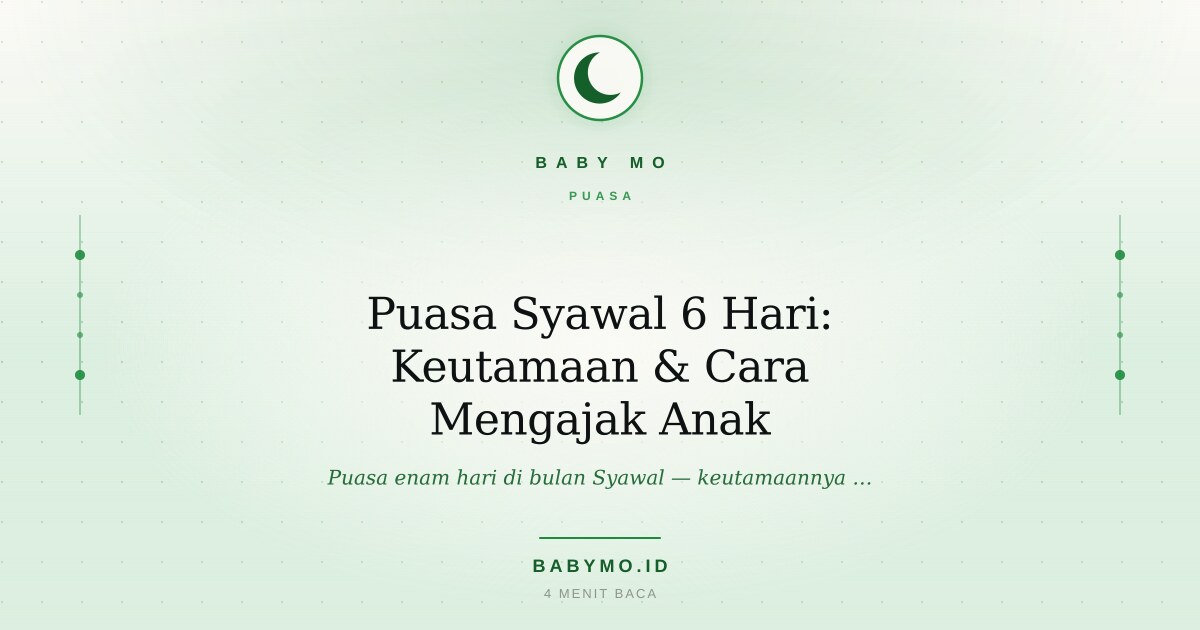 BABY MO
PUASA
Puasa Syawal 6 Hari:
Keutamaan & Cara
Mengajak Anak
Puasa enam hari di bulan Syawal — keutamaannya ...
BABYMO.ID
4 MENIT BACA